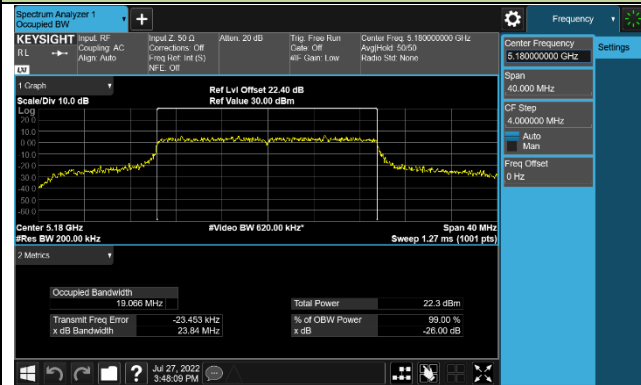 Spectrum Analyzer 1
Occupied BW
Frequency
KEYSIGHT
RL
Input: RF
Coupling: AC
Align: Auto
Input Z: 50 Ω
Corrections: Off
Freq Ref: Int (S)
NFE: Off
Atten: 20 dB
Trig: Free Run
Gate: Off
#IF Gain: Low
Center Freq: 5.180000000 GHz
Avg|Hold: 50/50
Radio Std: None
LXI
1 Graph
Scale/Div 10.0 dB
Ref Lvl Offset 22.40 dB
Ref Value 30.00 dBm
Log
20.0
10.0
0.00
-10.0
-20.0
-30.0
-40.0
-50.0
-60.0
Center 5.18 GHz
#Res BW 200.00 kHz
#Video BW 620.00 kHz*
Span 40 MHz
Sweep 1.27 ms (1001 pts)
2 Metrics
Occupied Bandwidth
19.066 MHz
Transmit Freq Error -23.453 kHz
x dB Bandwidth 23.84 MHz
Total Power 22.3 dBm
% of OBW Power 99.00 %
x dB -26.00 dB
Center Frequency
5.180000000 GHz
Span
40.000 MHz
CF Step
4.000000 MHz
Auto
Man
Freq Offset
0 Hz
Settings
Jul 27, 2022
3:48:09 PM